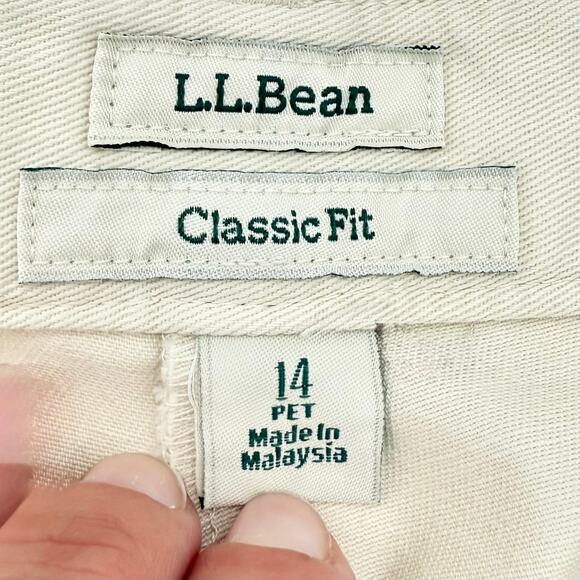 L.L.Bean
Classic Fit
14
PET
Made In
Malaysia